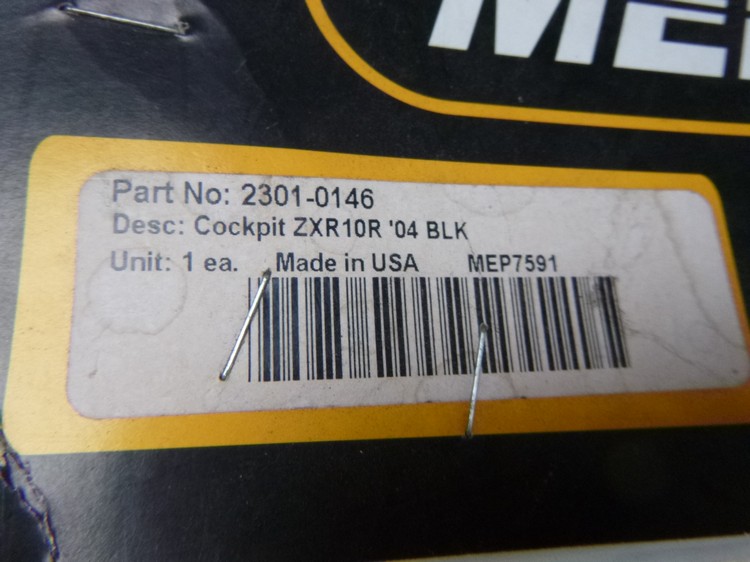 Part No: 2301-0146
Desc: Cockpit ZXR10R '04 BLK
Unit: 1 ea. Made in USA MEP7591